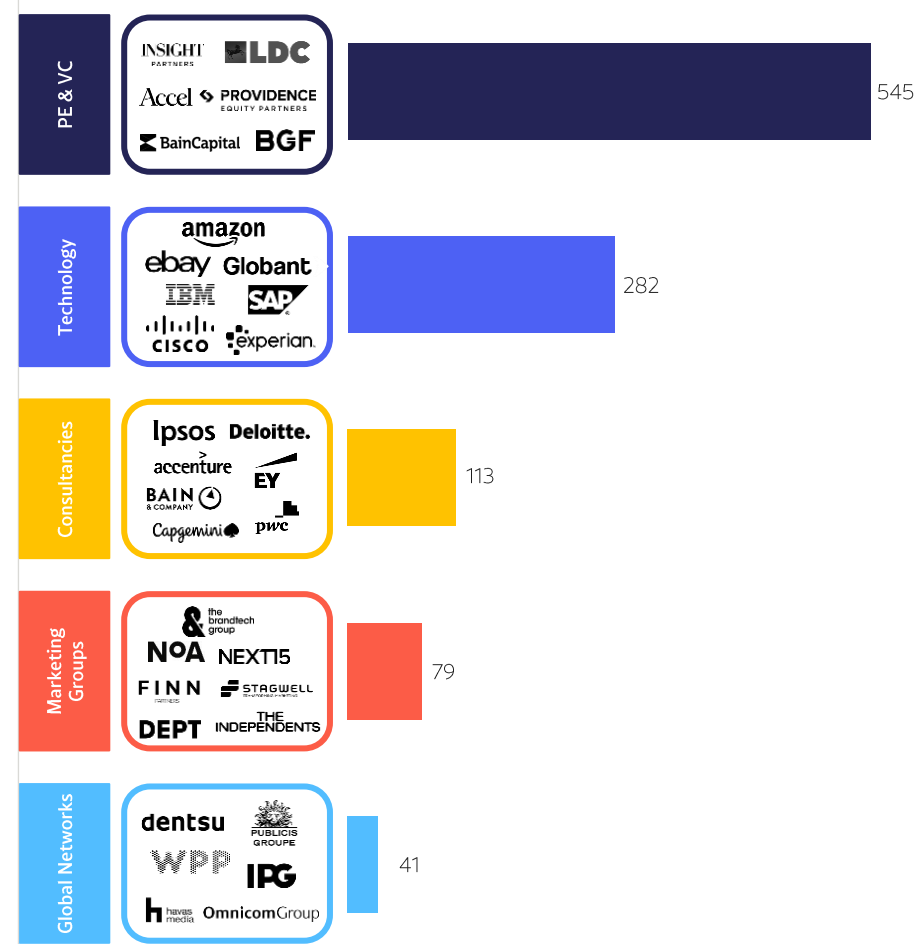 PE & VC
INSIGHT
PARTNERS
LDC
Accel
PROVIDENCE
EQUITY PARTNERS
BainCapital
BGF
545
Technology
amazon
ebay
Globant
IBM
SAP
CISCO
experian.
282
Consultancies
Ipsos
Deloitte.
accenture
EY
BAIN
& COMPANY
Capgemini
pwc
113
Marketing
Groups
&
the
brandtech
group
NoA
NEXT15
FINN
PARTNERS
STAGWELL
DEPT
THE
INDEPENDENTS
79
Global Networks
dentsu
PUBLICIS
GROUPE
WPP
IPG
h
havas
media
OmnicomGroup
41